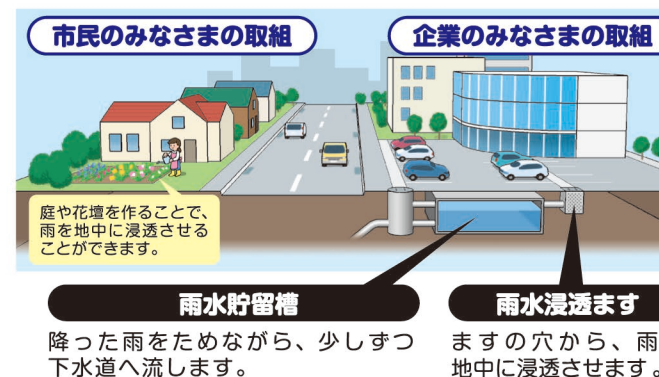 市民のみなさまの取組
企業のみなさまの取組
庭や花壇を作ることで、
雨を地中に浸透させる
ことができます。
雨水貯留槽
降った雨をためながら、少しずつ
下水道へ流します。
雨水浸透ます
ますの穴から、雨
地中に浸透させます。